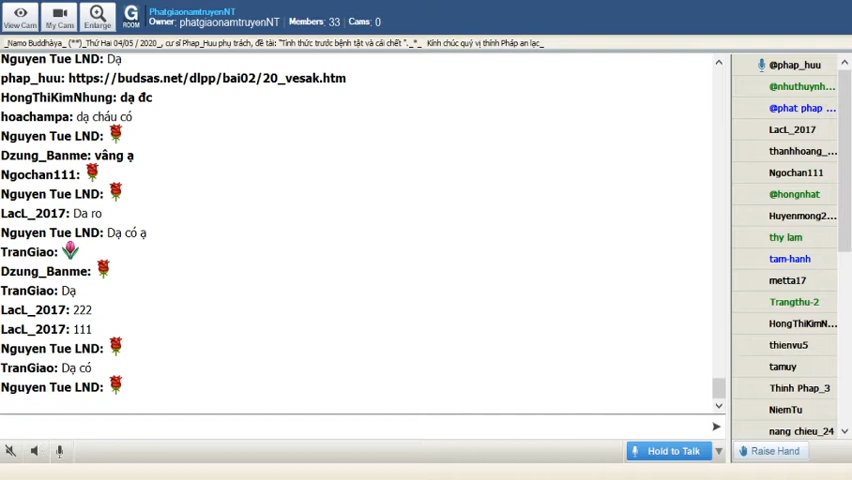 PhatgiaonamtruyenNT
Owner: phatgiaonamtruyenNT Members: 33 Cams: 0
View Cam My Cam Enlarge G ROOM
_Namo Buddhàya_ (**)_Thứ Hai 04/05 / 2020_, cư sĩ Phap_Huu phụ trách, đề tài: "Tỉnh thức trước bệnh tật và cái chết "._*_ Kính chúc quý vị thính Pháp an lạc_
Nguyen Tue LND: Dạ
phap_huu: https://budsas.net/dlpp/bai02/20_vesak.htm
HongThiKimNhung: dạ đc
hoachampa: dạ cháu có
Nguyen Tue LND:
Dzung_Banme: vâng ạ
Ngochan111:
Nguyen Tue LND:
LacL_2017: Da ro
Nguyen Tue LND: Dạ có ạ
TranGiao:
Dzung_Banme:
TranGiao: Dạ
LacL_2017: 222
LacL_2017: 111
Nguyen Tue LND:
TranGiao: Dạ có
Nguyen Tue LND:
@phap_huu
@nhuthuynh...
@phat phap ...
LacL_2017
thanhhoang_...
Ngochan111
@hongnhat
Huyenmong2...
thy lam
tam-hanh
metta17
Trangthu-2
HongThiKimN...
thienvu5
tamuy
Thinh Phap_3
NiemTu
nang chieu_24
Hold to Talk
Raise Hand